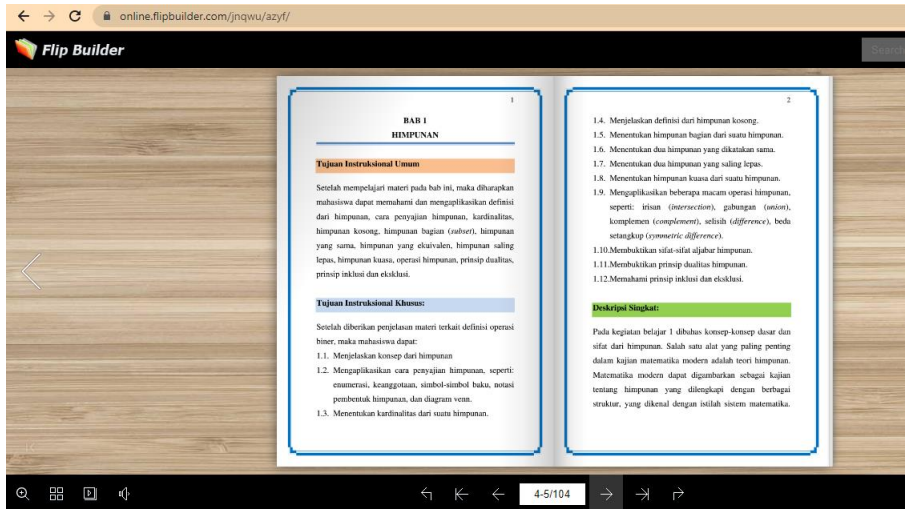 online.flipbuilder.com/jnqwu/azyf/
Flip Builder
Search
1
BAB 1
HIMPUNAN
Tujuan Instruksional Umum
Setelah mempelajari materi pada bab ini, maka diharapkan
mahasiswa dapat memahami dan mengaplikasikan definisi
dari himpunan, cara penyajian himpunan, kardinalitas,
himpunan kosong, himpunan bagian (subset), himpunan
yang sama, himpunan yang ekuivalen, himpunan saling
lepas, himpunan kuasa, operasi himpunan, prinsip dualitas,
prinsip inklusi dan eksklusi.
Tujuan Instruksional Khusus:
Setelah diberikan penjelasan materi terkait definisi operasi
biner, maka mahasiswa dapat:
1.1. Menjelaskan konsep dari himpunan
1.2. Mengaplikasikan cara penyajian himpunan, seperti:
enumerasi, keanggotaan, simbol-simbol baku, notasi
pembentuk himpunan, dan diagram venn.
1.3. Menentukan kardinalitas dari suatu himpunan.
2
1.4. Menjelaskan definisi dari himpunan kosong.
1.5. Menentukan himpunan bagian dari suatu himpunan.
1.6. Menentukan dua himpunan yang dikatakan sama.
1.7. Menentukan dua himpunan yang saling lepas.
1.8. Menentukan himpunan kuasa dari suatu himpunan.
1.9. Mengaplikasikan beberapa macam operasi himpunan,
seperti: irisan (intersection), gabungan (union),
komplemen (complement), selisih (difference), beda
setangkup (symmetric difference).
1.10.Membuktikan sifat-sifat aljabar himpunan.
1.11.Membuktikan prinsip dualitas himpunan.
1.12.Memahami prinsip inklusi dan eksklusi.
Deskripsi Singkat:
Pada kegiatan belajar 1 dibahas konsep-konsep dasar dan
sifat dari himpunan. Salah satu alat yang paling penting
dalam kajian matematika modern adalah teori himpunan.
Matematika modern dapat digambarkan sebagai kajian
tentang himpunan yang dilengkapi dengan berbagai
struktur, yang dikenal dengan istilah sistem matematika.
4-5/104